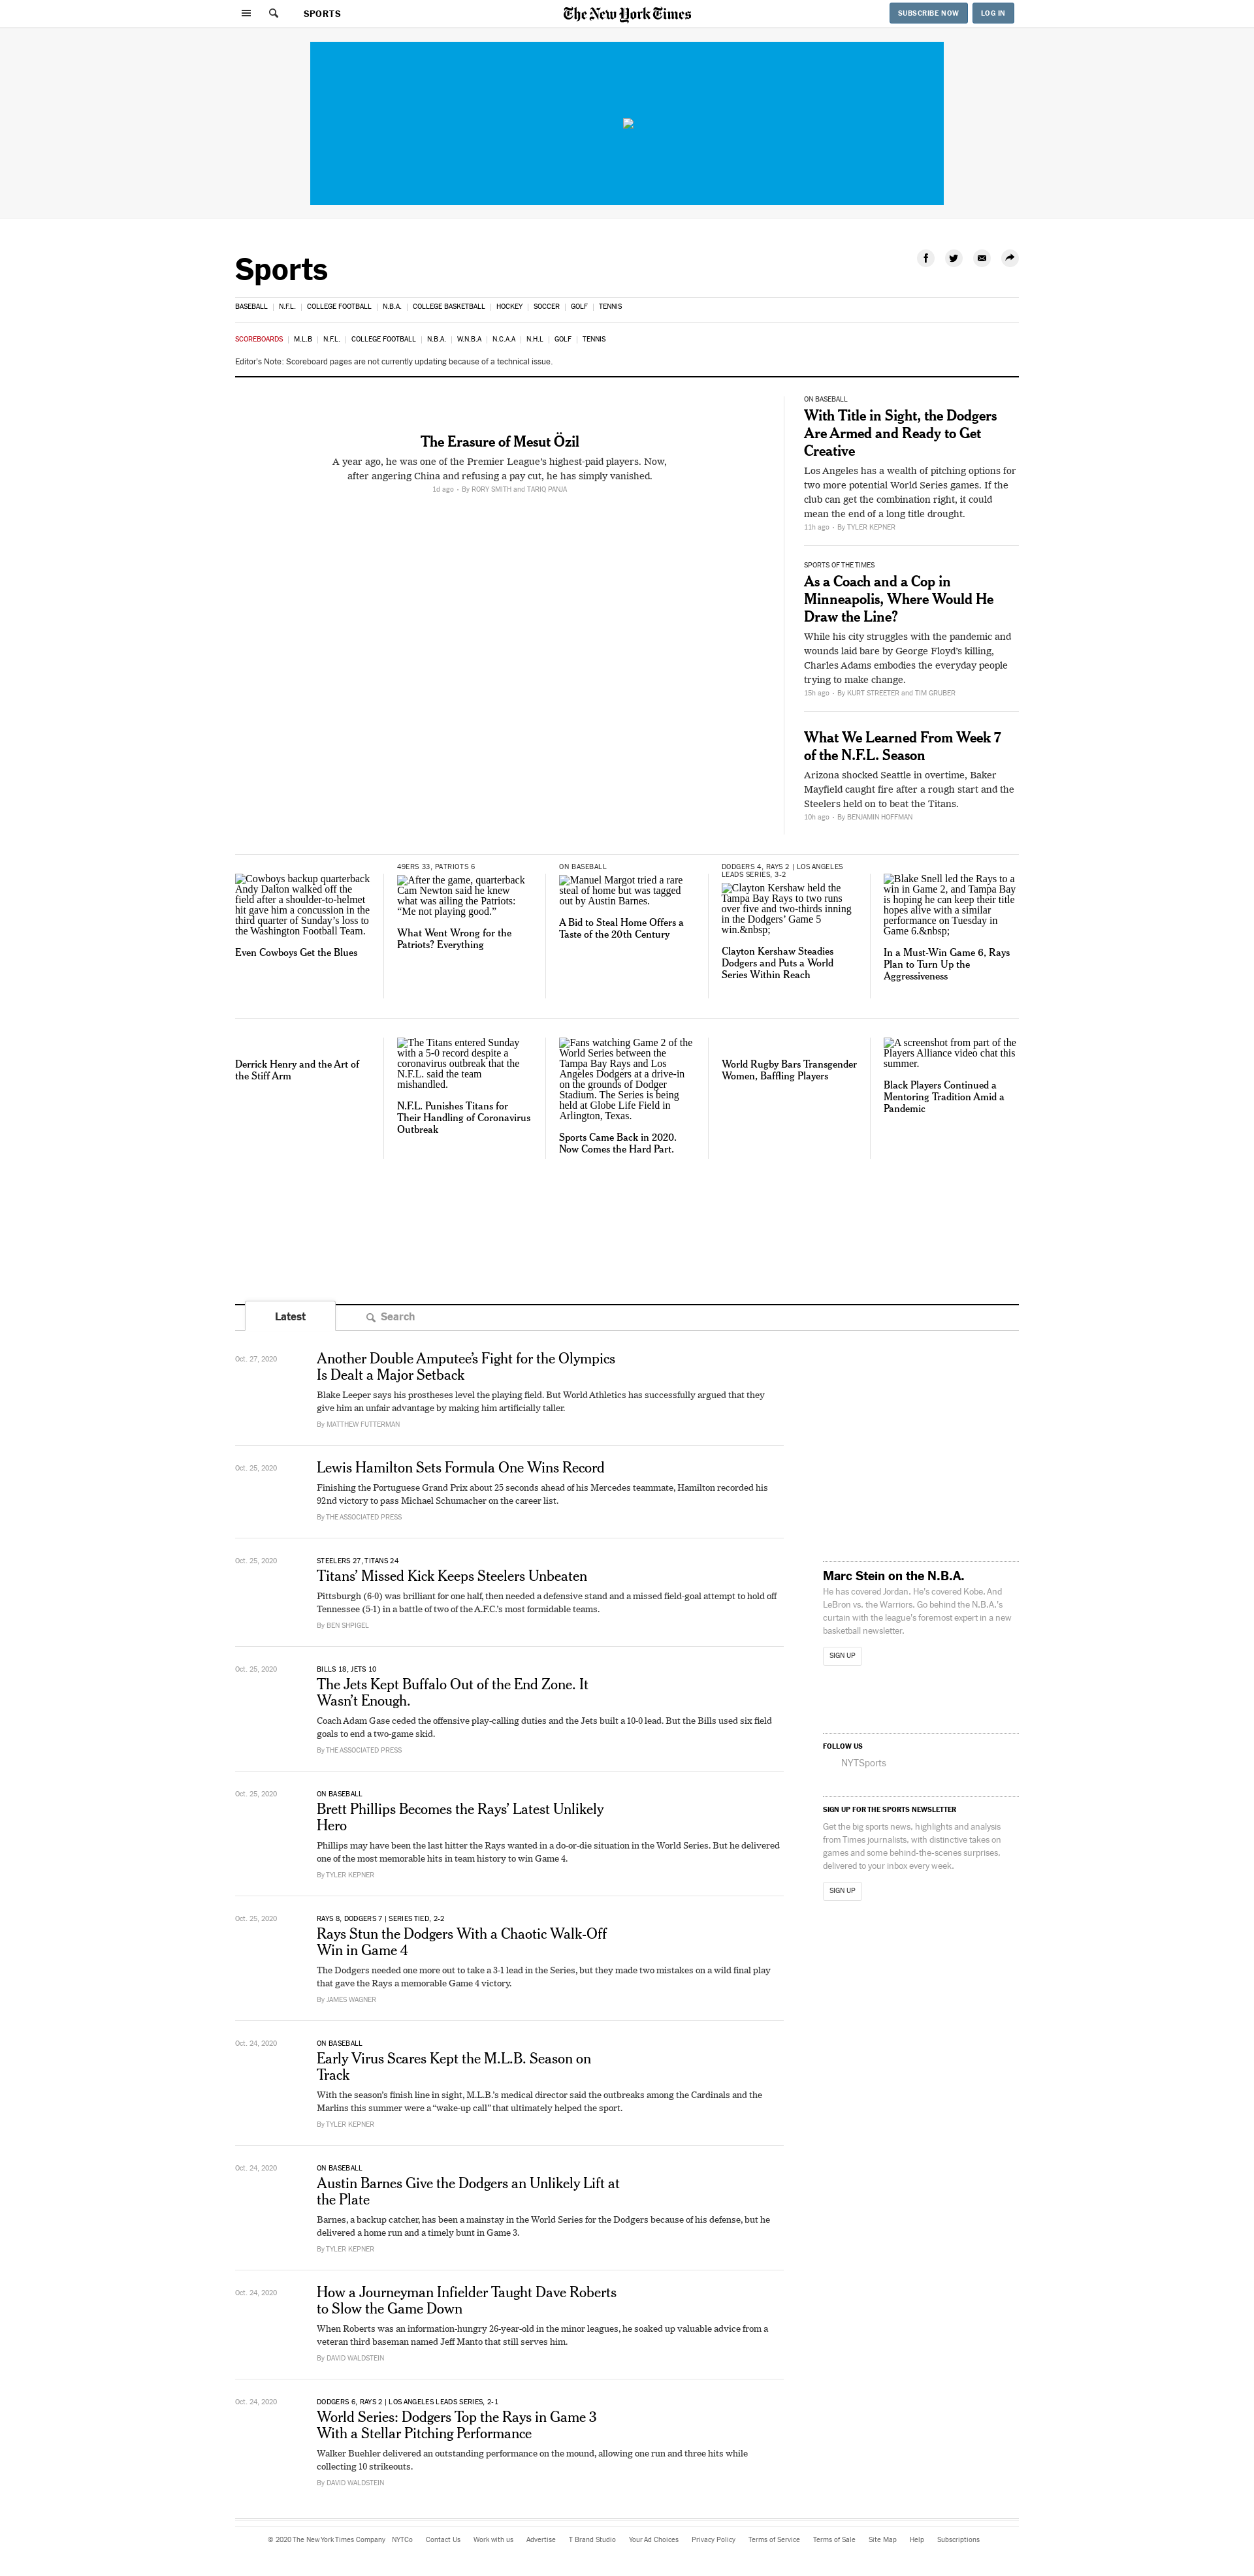 SPORTS
The New York Times
SUBSCRIBE NOW
LOG IN
Sports
BASEBALL | N.F.L. | COLLEGE FOOTBALL | N.B.A. | COLLEGE BASKETBALL | HOCKEY | SOCCER | GOLF | TENNIS
SCOREBOARDS | M.L.B | N.F.L. | COLLEGE FOOTBALL | N.B.A. | W.N.B.A | N.C.A.A | N.H.L | GOLF | TENNIS
Editor's Note: Scoreboard pages are not currently updating because of a technical issue.
The Erasure of Mesut Özil
A year ago, he was one of the Premier League's highest-paid players. Now,
after angering China and refusing a pay cut, he has simply vanished.
1d ago • By RORY SMITH and TARIQ PANJA
ON BASEBALL
With Title in Sight, the Dodgers
Are Armed and Ready to Get
Creative
Los Angeles has a wealth of pitching options for
two more potential World Series games. If the
club can get the combination right, it could
mean the end of a long title drought.
11h ago • By TYLER KEPNER
SPORTS OF THE TIMES
As a Coach and a Cop in
Minneapolis, Where Would He
Draw the Line?
While his city struggles with the pandemic and
wounds laid bare by George Floyd's killing,
Charles Adams embodies the everyday people
trying to make change.
15h ago • By KURT STREETER and TIM GRUBER
What We Learned From Week 7
of the N.F.L. Season
Arizona shocked Seattle in overtime, Baker
Mayfield caught fire after a rough start and the
Steelers held on to beat the Titans.
10h ago • By BENJAMIN HOFFMAN
Cowboys backup quarterback
Andy Dalton walked off the
field after a shoulder-to-helmet
hit gave him a concussion in the
third quarter of Sunday's loss to
the Washington Football Team.
Even Cowboys Get the Blues
49ERS 33, PATRIOTS 6
After the game, quarterback
Cam Newton said he knew
what was ailing the Patriots:
“Me not playing good.”
What Went Wrong for the
Patriots? Everything
ON BASEBALL
Manuel Margot tried a rare
steal of home but was tagged
out by Austin Barnes.
A Bid to Steal Home Offers a
Taste of the 20th Century
DODGERS 4, RAYS 2 | LOS ANGELES
LEADS SERIES, 3-2
Clayton Kershaw held the
Tampa Bay Rays to two runs
over five and two-thirds inning
in the Dodgers’ Game 5
win.&nbsp;
Clayton Kershaw Steadies
Dodgers and Puts a World
Series Within Reach
Blake Snell led the Rays to a
win in Game 2, and Tampa Bay
is hoping he can keep their title
hopes alive with a similar
performance on Tuesday in
Game 6.&nbsp;
In a Must-Win Game 6, Rays
Plan to Turn Up the
Aggressiveness
Derrick Henry and the Art of
the Stiff Arm
The Titans entered Sunday
with a 5-0 record despite a
coronavirus outbreak that the
N.F.L. said the team
mishandled.
N.F.L. Punishes Titans for
Their Handling of Coronavirus
Outbreak
Fans watching Game 2 of the
World Series between the
Tampa Bay Rays and Los
Angeles Dodgers at a drive-in
on the grounds of Dodger
Stadium. The Series is being
held at Globe Life Field in
Arlington, Texas.
Sports Came Back in 2020.
Now Comes the Hard Part.
World Rugby Bars Transgender
Women, Baffling Players
A screenshot from part of the
Players Alliance video chat this
summer.
Black Players Continued a
Mentoring Tradition Amid a
Pandemic
Latest
Search
Oct. 27, 2020
Another Double Amputee’s Fight for the Olympics
Is Dealt a Major Setback
Blake Leeper says his prostheses level the playing field. But World Athletics has successfully argued that they
give him an unfair advantage by making him artificially taller.
By MATTHEW FUTTERMAN
Oct. 25, 2020
Lewis Hamilton Sets Formula One Wins Record
Finishing the Portuguese Grand Prix about 25 seconds ahead of his Mercedes teammate, Hamilton recorded his
92nd victory to pass Michael Schumacher on the career list.
By THE ASSOCIATED PRESS
Oct. 25, 2020
STEELERS 27, TITANS 24
Titans’ Missed Kick Keeps Steelers Unbeaten
Pittsburgh (6-0) was brilliant for one half, then needed a defensive stand and a missed field-goal attempt to hold off
Tennessee (5-1) in a battle of two of the A.F.C.’s most formidable teams.
By BEN SHPIGEL
Oct. 25, 2020
BILLS 18, JETS 10
The Jets Kept Buffalo Out of the End Zone. It
Wasn’t Enough.
Coach Adam Gase ceded the offensive play-calling duties and the Jets built a 10-0 lead. But the Bills used six field
goals to end a two-game skid.
By THE ASSOCIATED PRESS
Oct. 25, 2020
ON BASEBALL
Brett Phillips Becomes the Rays’ Latest Unlikely
Hero
Phillips may have been the last hitter the Rays wanted in a do-or-die situation in the World Series. But he delivered
one of the most memorable hits in team history to win Game 4.
By TYLER KEPNER
Oct. 25, 2020
RAYS 8, DODGERS 7 | SERIES TIED, 2-2
Rays Stun the Dodgers With a Chaotic Walk-Off
Win in Game 4
The Dodgers needed one more out to take a 3-1 lead in the Series, but they made two mistakes on a wild final play
that gave the Rays a memorable Game 4 victory.
By JAMES WAGNER
Oct. 24, 2020
ON BASEBALL
Early Virus Scares Kept the M.L.B. Season on
Track
With the season’s finish line in sight, M.L.B.’s medical director said the outbreaks among the Cardinals and the
Marlins this summer were a “wake-up call” that ultimately helped the sport.
By TYLER KEPNER
Oct. 24, 2020
ON BASEBALL
Austin Barnes Give the Dodgers an Unlikely Lift at
the Plate
Barnes, a backup catcher, has been a mainstay in the World Series for the Dodgers because of his defense, but he
delivered a home run and a timely bunt in Game 3.
By TYLER KEPNER
Oct. 24, 2020
How a Journeyman Infielder Taught Dave Roberts
to Slow the Game Down
When Roberts was an information-hungry 26-year-old in the minor leagues, he soaked up valuable advice from a
veteran third baseman named Jeff Manto that still serves him.
By DAVID WALDSTEIN
Oct. 24, 2020
DODGERS 6, RAYS 2 | LOS ANGELES LEADS SERIES, 2-1
World Series: Dodgers Top the Rays in Game 3
With a Stellar Pitching Performance
Walker Buehler delivered an outstanding performance on the mound, allowing one run and three hits while
collecting 10 strikeouts.
By DAVID WALDSTEIN
Marc Stein on the N.B.A.
He's covered Jordan. He's covered Kobe. And
LeBron vs. the Warriors. Go behind the N.B.A.'s
curtain with the league's foremost expert in a new
basketball newsletter.
SIGN UP
FOLLOW US
NYTSports
SIGN UP FOR THE SPORTS NEWSLETTER
Get the big sports news, highlights and analysis
from Times journalists, with distinctive takes on
games and some behind-the-scenes surprises,
delivered to your inbox every week.
SIGN UP
© 2020 The New York Times Company NYTCo Contact Us Work with us Advertise T Brand Studio Your Ad Choices Privacy Policy Terms of Service Terms of Sale Site Map Help Subscriptions